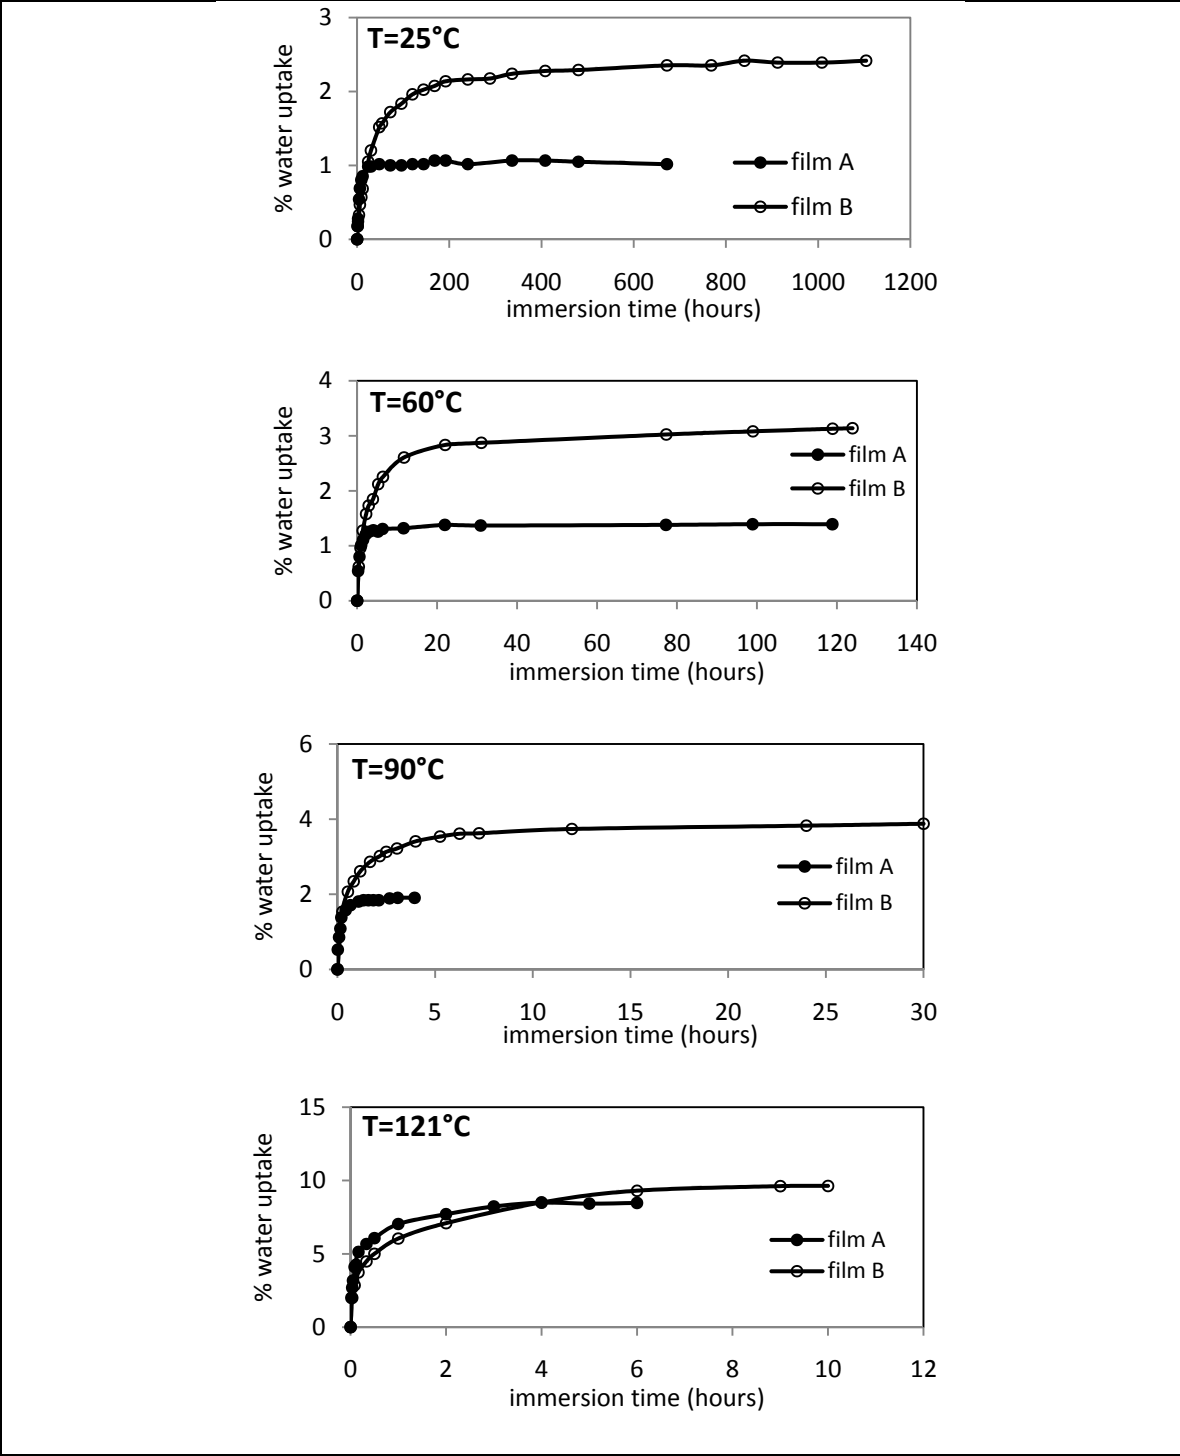 T=25°C
3
2
1
0
% water uptake
film A
film B
0 200 400 600 800 1000 1200
immersion time (hours)
T=60°C
4
3
2
1
0
% water uptake
film A
film B
0 20 40 60 80 100 120 140
immersion time (hours)
T=90°C
6
4
2
0
% water uptake
film A
film B
0 5 10 15 20 25 30
immersion time (hours)
T=121°C
15
10
5
0
% water uptake
film A
film B
0 2 4 6 8 10 12
immersion time (hours)